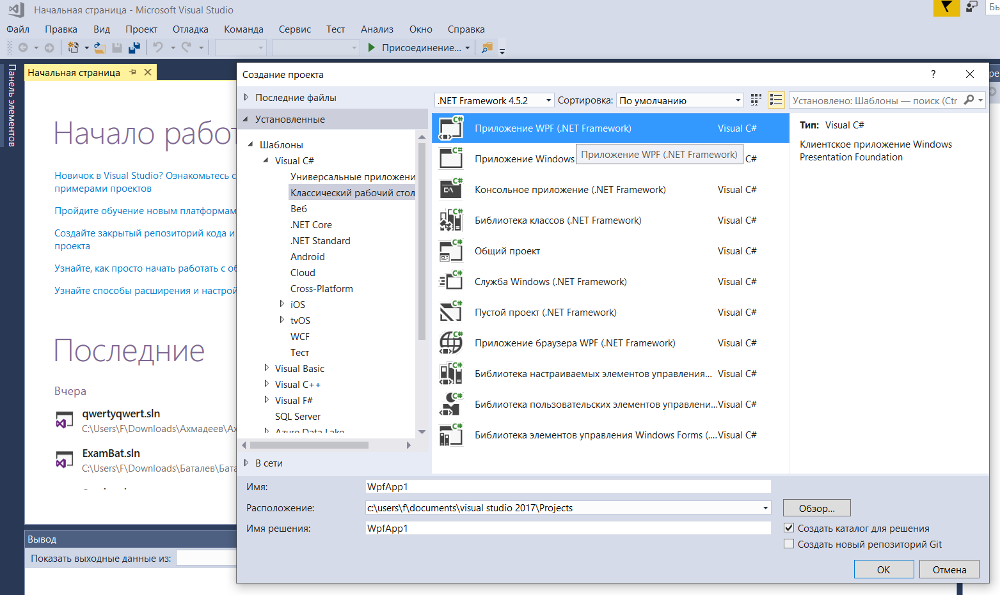 Начальная страница - Microsoft Visual Studio
Бы
Файл Правка Вид Проект Отладка Команда Сервис Тест Анализ Окно Справка
Присоединение...
Панель элементов
Начальная страница
Начало работ
Новичок в Visual Studio? Ознакомьтесь с
примерами проектов
Пройдите обучение новым платформам
Создайте закрытый репозиторий кода и
проекта
Узнайте, как просто начать работать с об
Узнайте способы расширения и настрой
Последние
Вчера
qwertyqwert.sln
C:\Users\F\Downloads\Ахмадеев\Ах
ExamBat.sln
C:\Users\F\Downloads\Баталев\Бата
Вывод
Показать выходные данные из:
Создание проекта
?
Последние файлы
Установленные
Шаблоны
Visual C#
Универсальные приложени
Классический рабочий стол
Веб
.NET Core
.NET Standard
Android
Cloud
Cross-Platform
iOS
tvOS
WCF
Тест
Visual Basic
Visual C++
Visual F#
SQL Server
Azure Data Lake
В сети
.NET Framework 4.5.2 Сортировка: По умолчанию
Установлено: Шаблоны — поиск (Ctr
Приложение WPF (.NET Framework) Visual C#
Приложение Windows C#
Приложение WPF (.NET Framework)
Консольное приложение (.NET Framework) Visual C#
Библиотека классов (.NET Framework) Visual C#
Общий проект Visual C#
Служба Windows (.NET Framework) Visual C#
Пустой проект (.NET Framework) Visual C#
Приложение браузера WPF (.NET Framework) Visual C#
Библиотека настраиваемых элементов управления... Visual C#
Библиотека пользовательских элементов управлени... Visual C#
Библиотека элементов управления Windows Forms (.... Visual C#
Тип: Visual C#
Клиентское приложение Windows
Presentation Foundation
ре
Имя: WpfApp1
Расположение: c:\users\f\documents\visual studio 2017\Projects
Обзор...
Имя решения: WpfApp1
Создать каталог для решения
Создать новый репозиторий Git
ОК Отмена